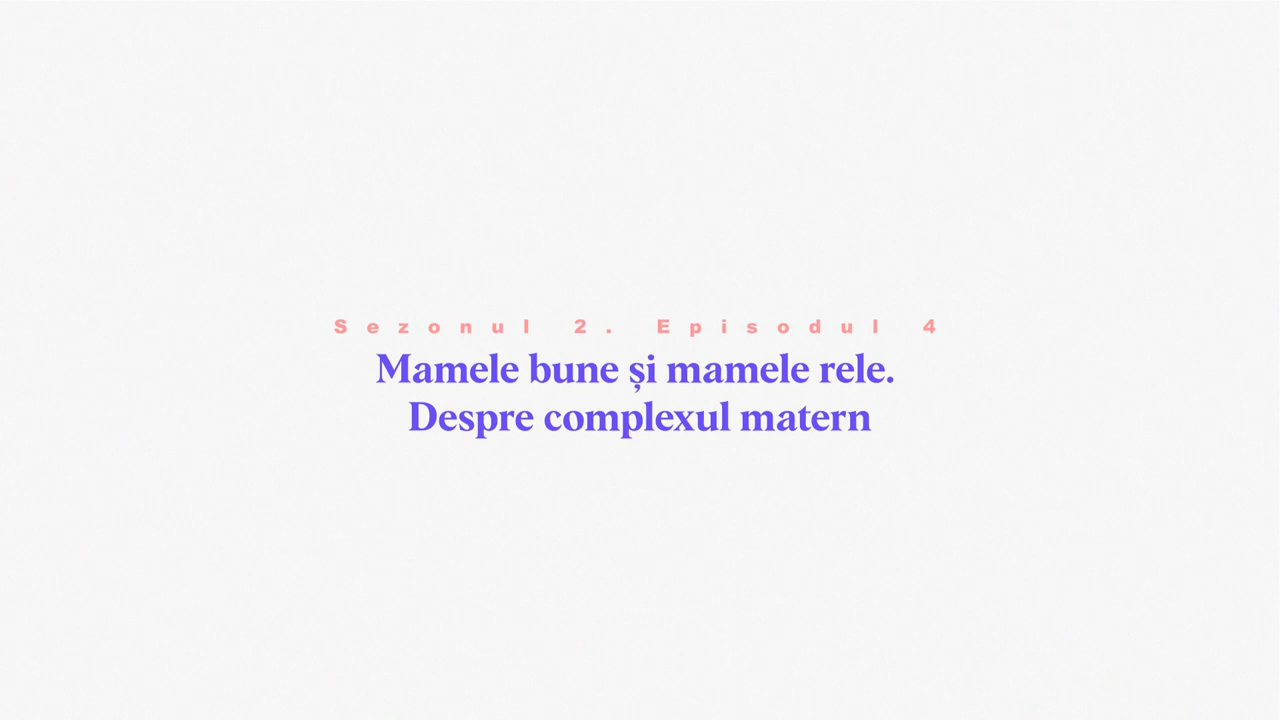 Sezonul 2. Episodul 4
Mamele bune și mamele rele.
Despre complexul matern